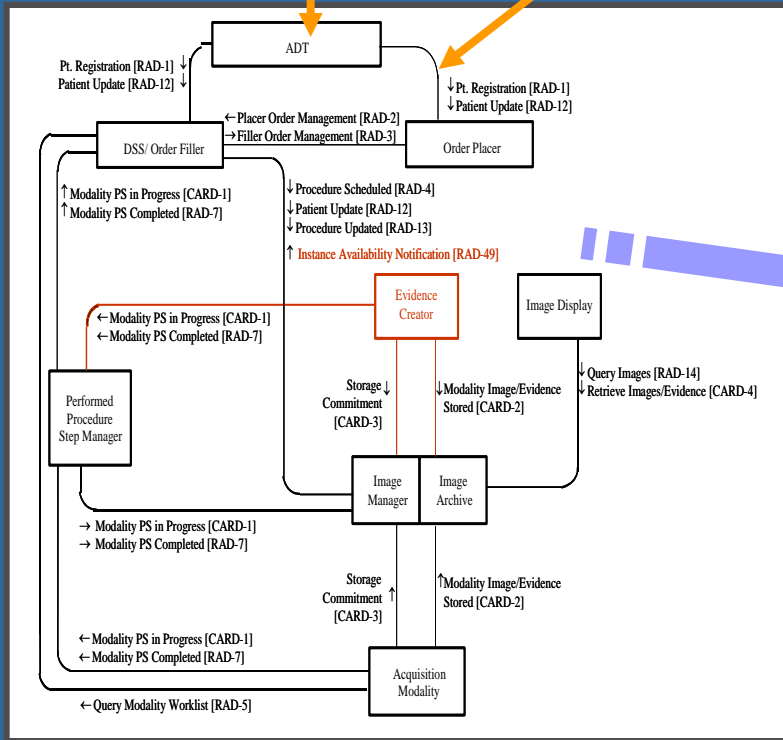 ADT
Pt. Registration [RAD-1] ↓
Patient Update [RAD-12] ↓
↓Pt. Registration [RAD-1]
↓Patient Update [RAD-12]
←Placer Order Management [RAD-2]
→Filler Order Management [RAD-3]
DSS/ Order Filler
Order Placer
↑Modality PS in Progress [CARD-1]
↑Modality PS Completed [RAD-7]
↓Procedure Scheduled [RAD-4]
↓Patient Update [RAD-12]
↓Procedure Updated [RAD-13]
↑ Instance Availability Notification [RAD-49]
Evidence
Creator
Image Display
←Modality PS in Progress [CARD-1]
←Modality PS Completed [RAD-7]
↓Query Images [RAD-14]
↓Retrieve Images/Evidence [CARD-4]
Performed
Procedure
Step Manager
Storage
Commitment
[CARD-3]
↓
↓Modality Image/Evidence
Stored [CARD-2]
Image
Manager
Image
Archive
→ Modality PS in Progress [CARD-1]
→ Modality PS Completed [RAD-7]
Storage
Commitment
[CARD-3]
↑
↑Modality Image/Evidence
Stored [CARD-2]
←Modality PS in Progress [CARD-1]
←Modality PS Completed [RAD-7]
Acquisition
Modality
←Query Modality Worklist [RAD-5]